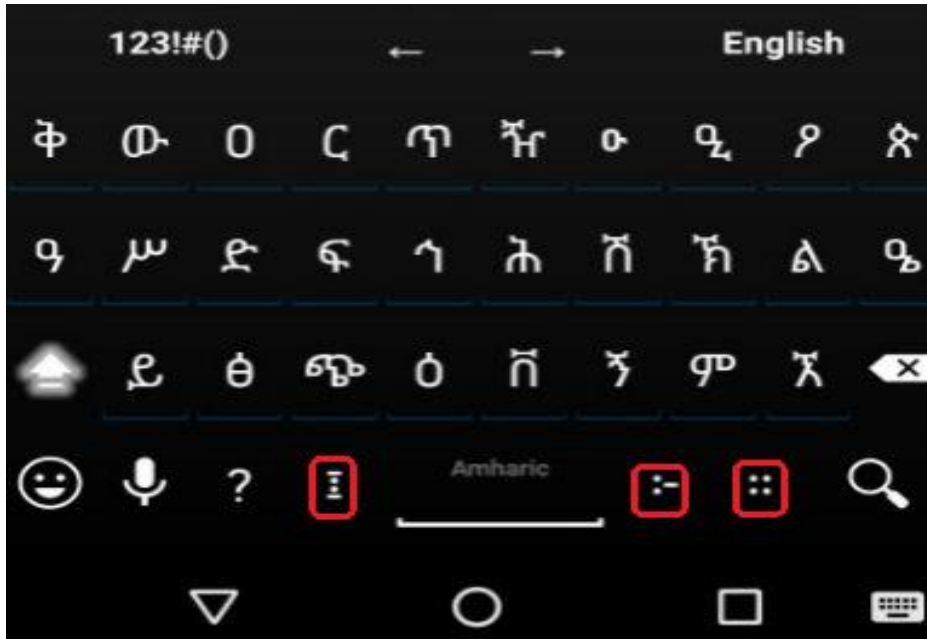 123!#() ← → English
ቅ ው ዐ ር ጥ ዥ ዑ ዒ ዖ ጵ
ዓ ሥ ድ ፍ ኅ ሕ ሽ ኽ ል ዔ
ይ ፅ ጭ ዕ ሸ ኝ ም ኧ
? ፤ Amharic ፦ ።